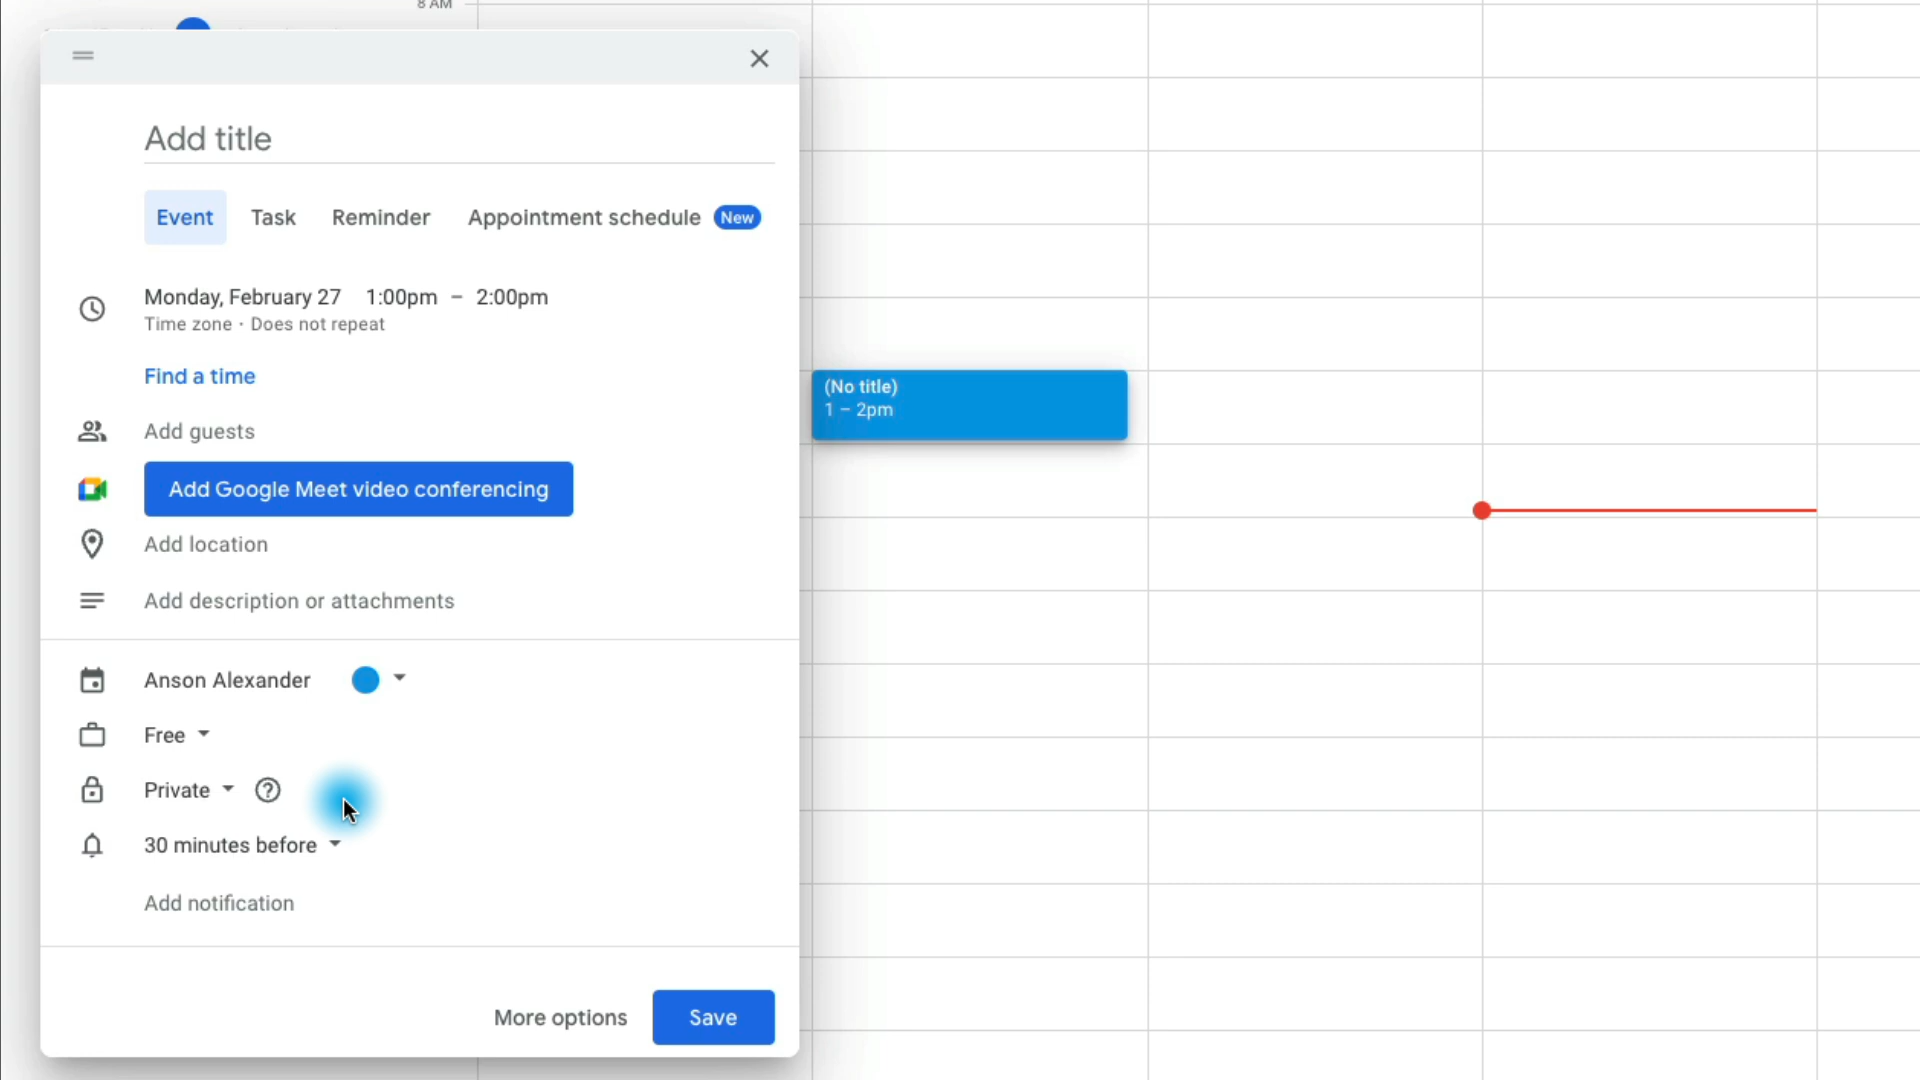 8 AM
Add title
Event Task Reminder Appointment schedule New
Monday, February 27 1:00pm – 2:00pm
Time zone · Does not repeat
Find a time
Add guests
Add Google Meet video conferencing
Add location
Add description or attachments
Anson Alexander
Free
Private
30 minutes before
Add notification
More options Save
(No title)
1 – 2pm